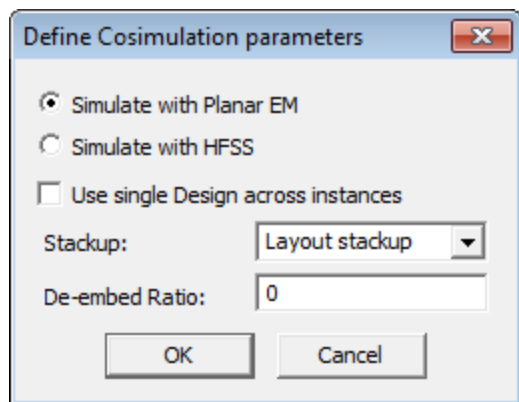 Define Cosimulation parameters
Simulate with Planar EM
Simulate with HFSS
Use single Design across instances
Stackup: Layout stackup
De-embed Ratio: 0
OK Cancel